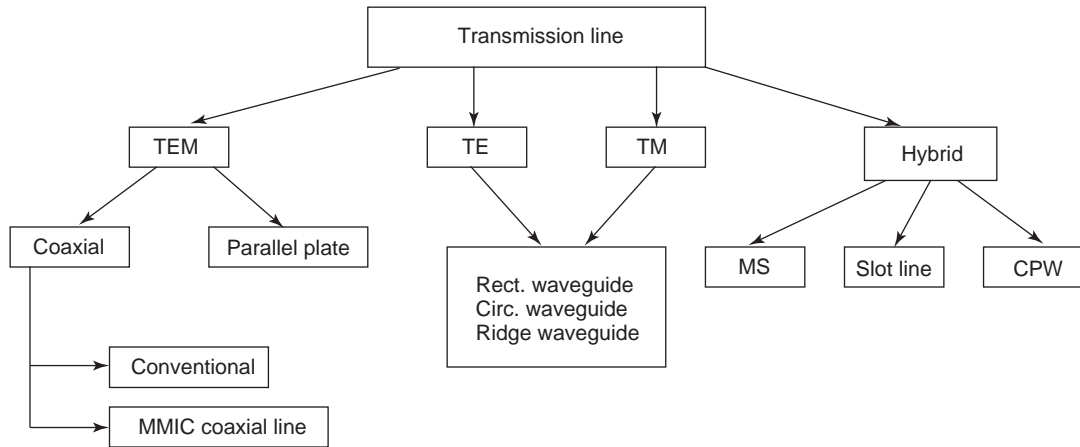 Transmission line
TEM
TE
TM
Hybrid
Coaxial
Parallel plate
MS
Slot line
CPW
Rect. waveguide
Circ. waveguide
Ridge waveguide
Conventional
MMIC coaxial line